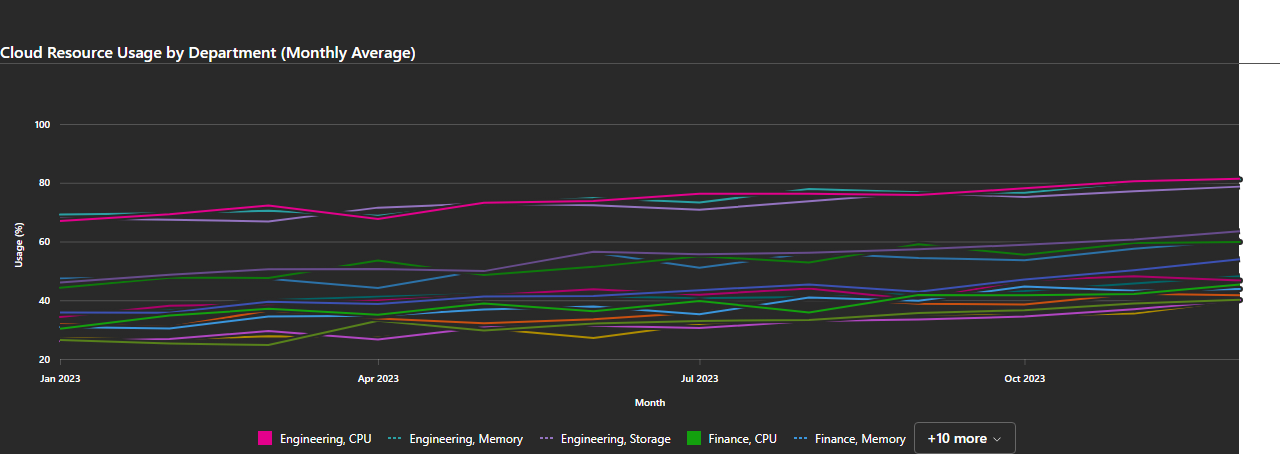 Cloud Resource Usage by Department (Monthly Average)
100
80
60
40
20
Usage (%)
Jan 2023 Apr 2023 Jul 2023 Oct 2023
Month
Engineering, CPU Engineering, Memory Engineering, Storage Finance, CPU Finance, Memory +10 more